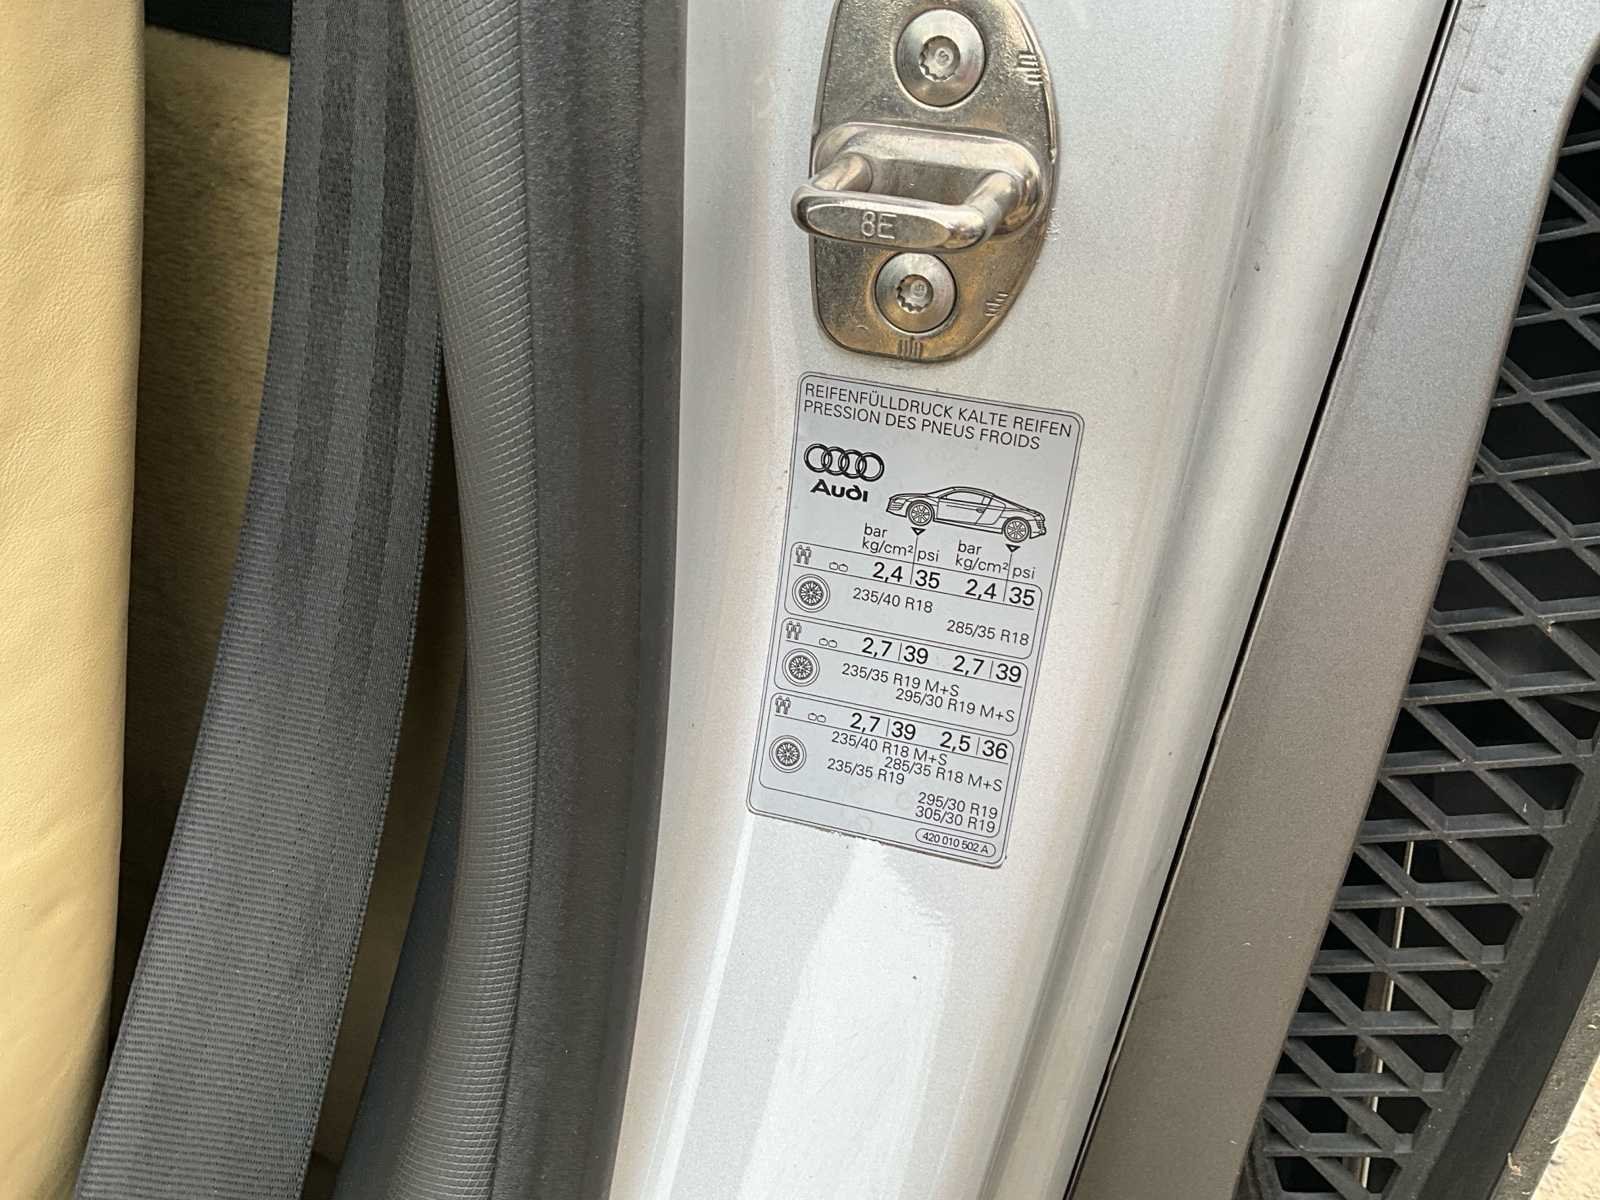 8E
REIFENFÜLLDRUCK KALTE REIFEN
PRESSION DES PNEUS FROIDS
Audi
bar kg/cm² psi bar kg/cm² psi
2,4 35 2,4 35
235/40 R18
285/35 R18
2,7 39 2,7 39
235/35 R19 M+S
295/30 R19 M+S
2,7 39 2,5 36
235/40 R18 M+S
285/35 R18 M+S
235/35 R19
295/30 R19
305/30 R19
420 010 502 A